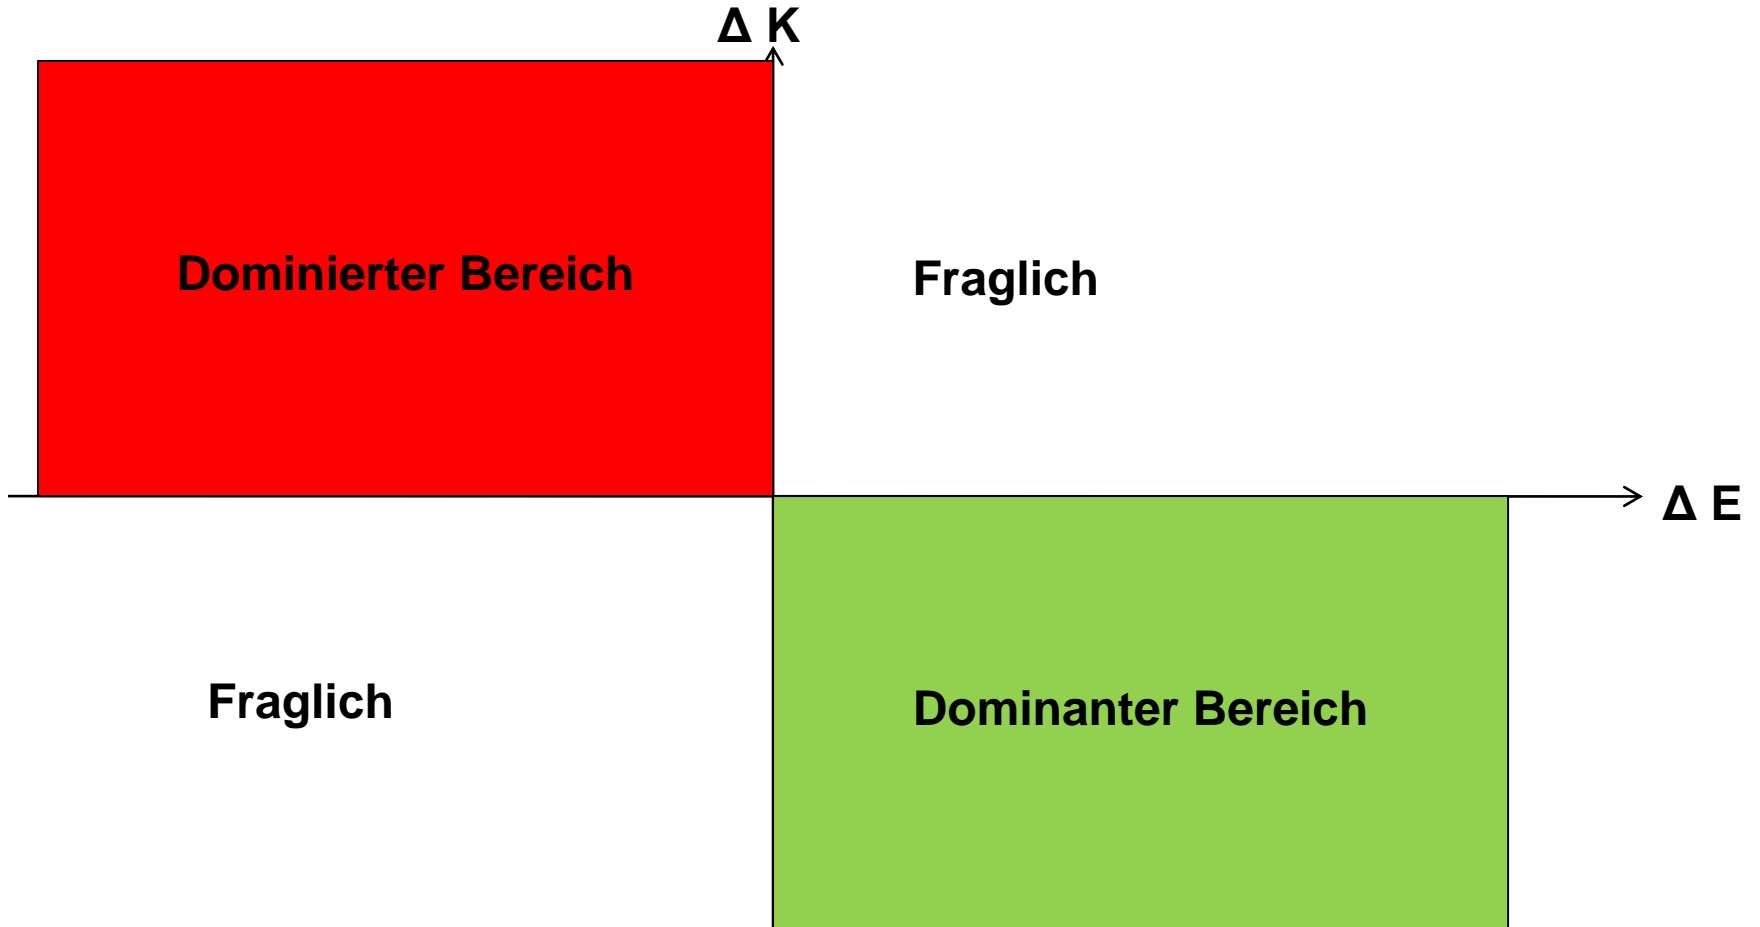 Δ K
Dominierter Bereich
Fraglich
Δ E
Fraglich
Dominanter Bereich